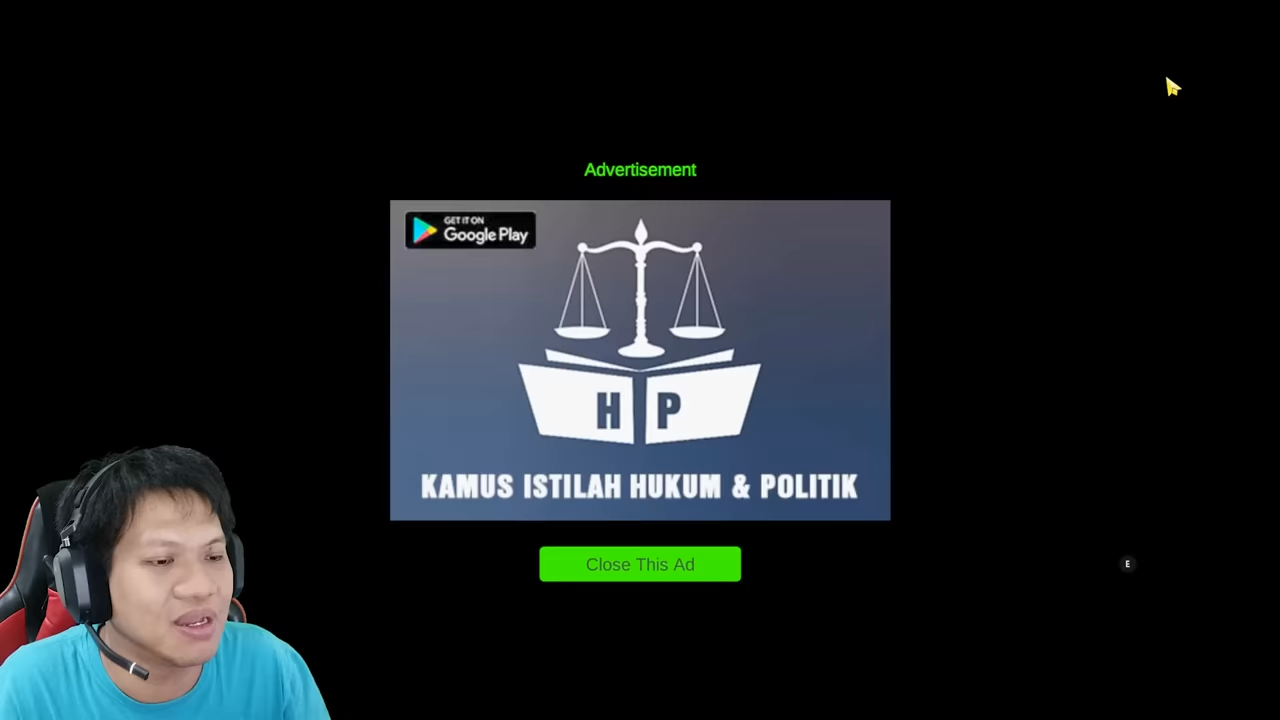 Advertisement
GET IT ON
Google Play
H P
KAMUS ISTILAH HUKUM & POLITIK
Close This Ad
E